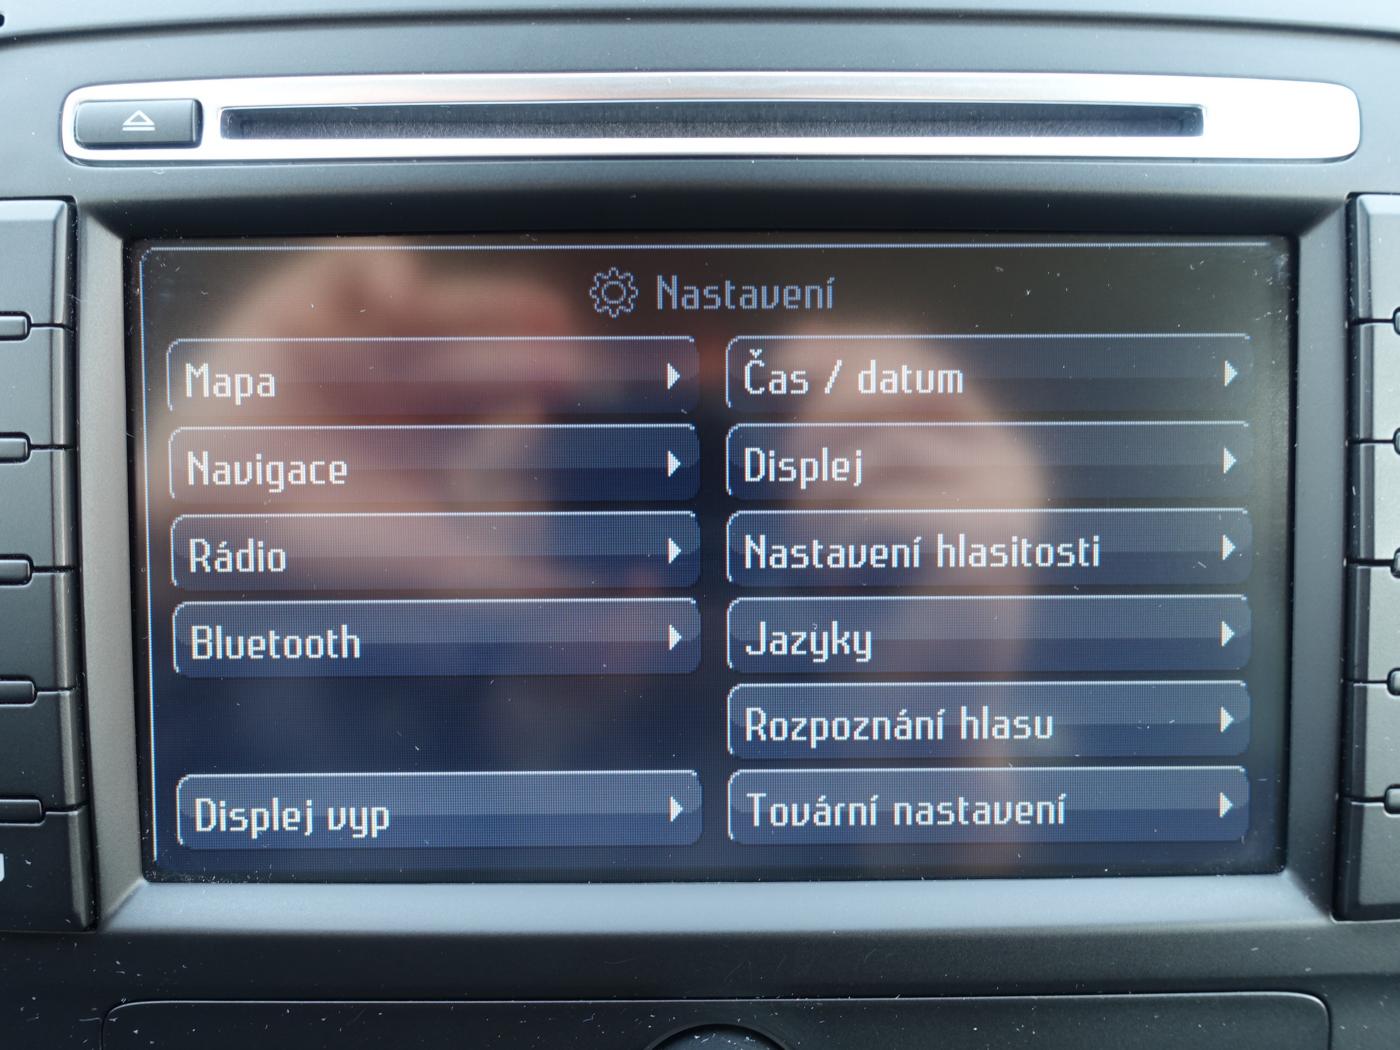 Nastavení
Mapa
Navigace
Rádio
Bluetooth
Displej vyp
Čas / datum
Displej
Nastavení hlasitosti
Jazyky
Rozpoznání hlasu
Tovární nastavení